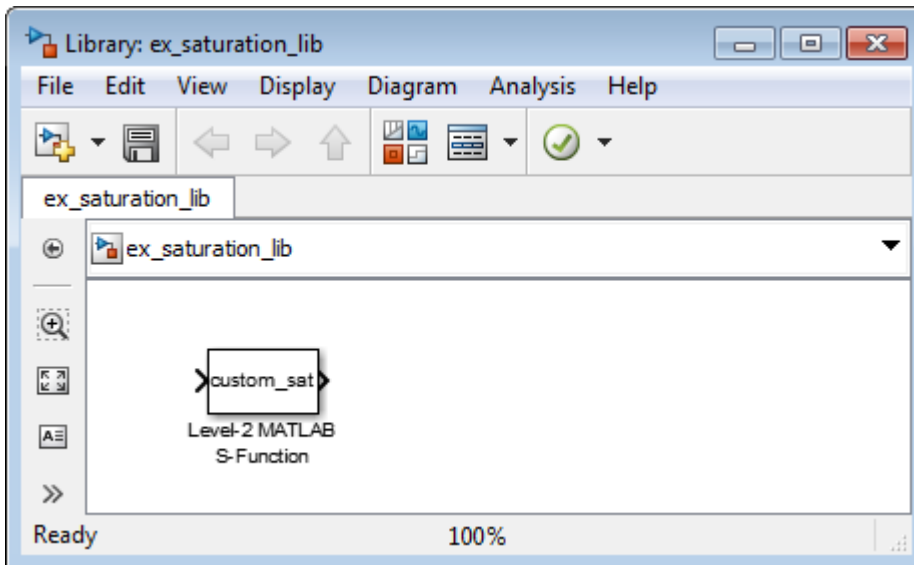 Library: ex_saturation_lib
File Edit View Display Diagram Analysis Help
ex_saturation_lib
ex_saturation_lib
custom_sat
Level-2 MATLAB
S-Function
Ready 100%